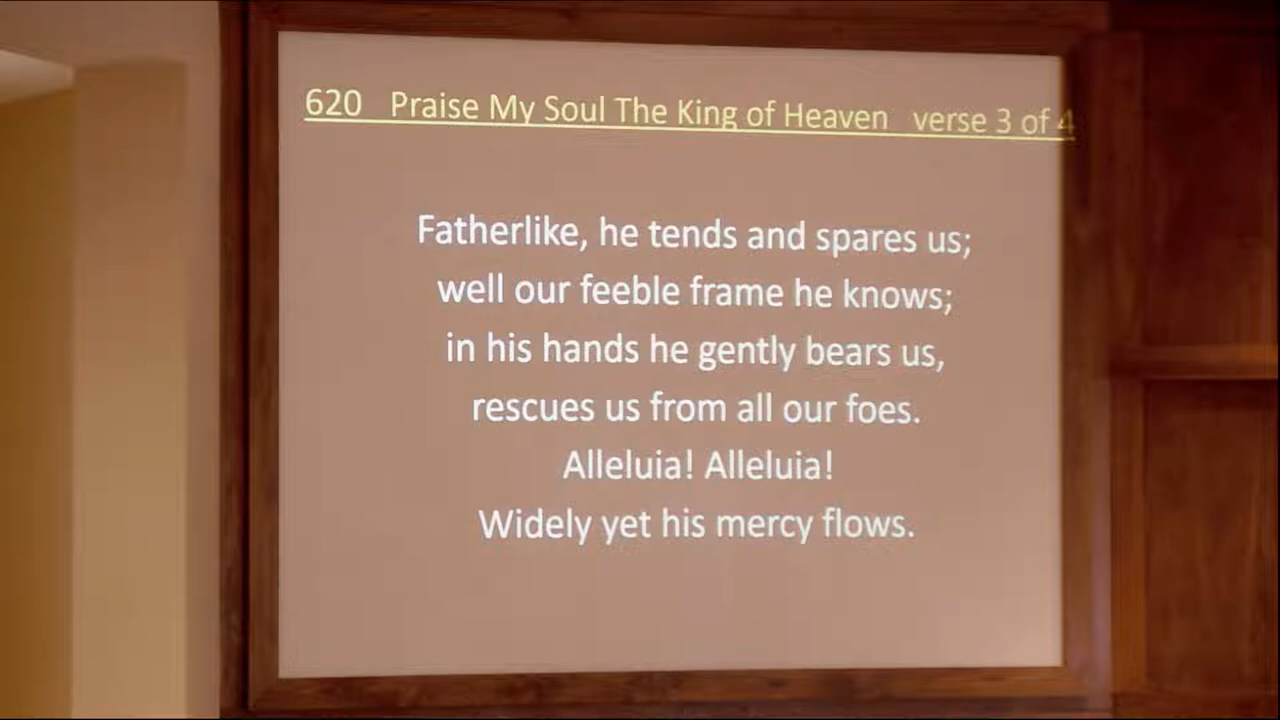 620 Praise My Soul The King of Heaven verse 3 of 4
Fatherlike, he tends and spares us;
well our feeble frame he knows;
in his hands he gently bears us,
rescues us from all our foes.
Alleluia! Alleluia!
Widely yet his mercy flows.